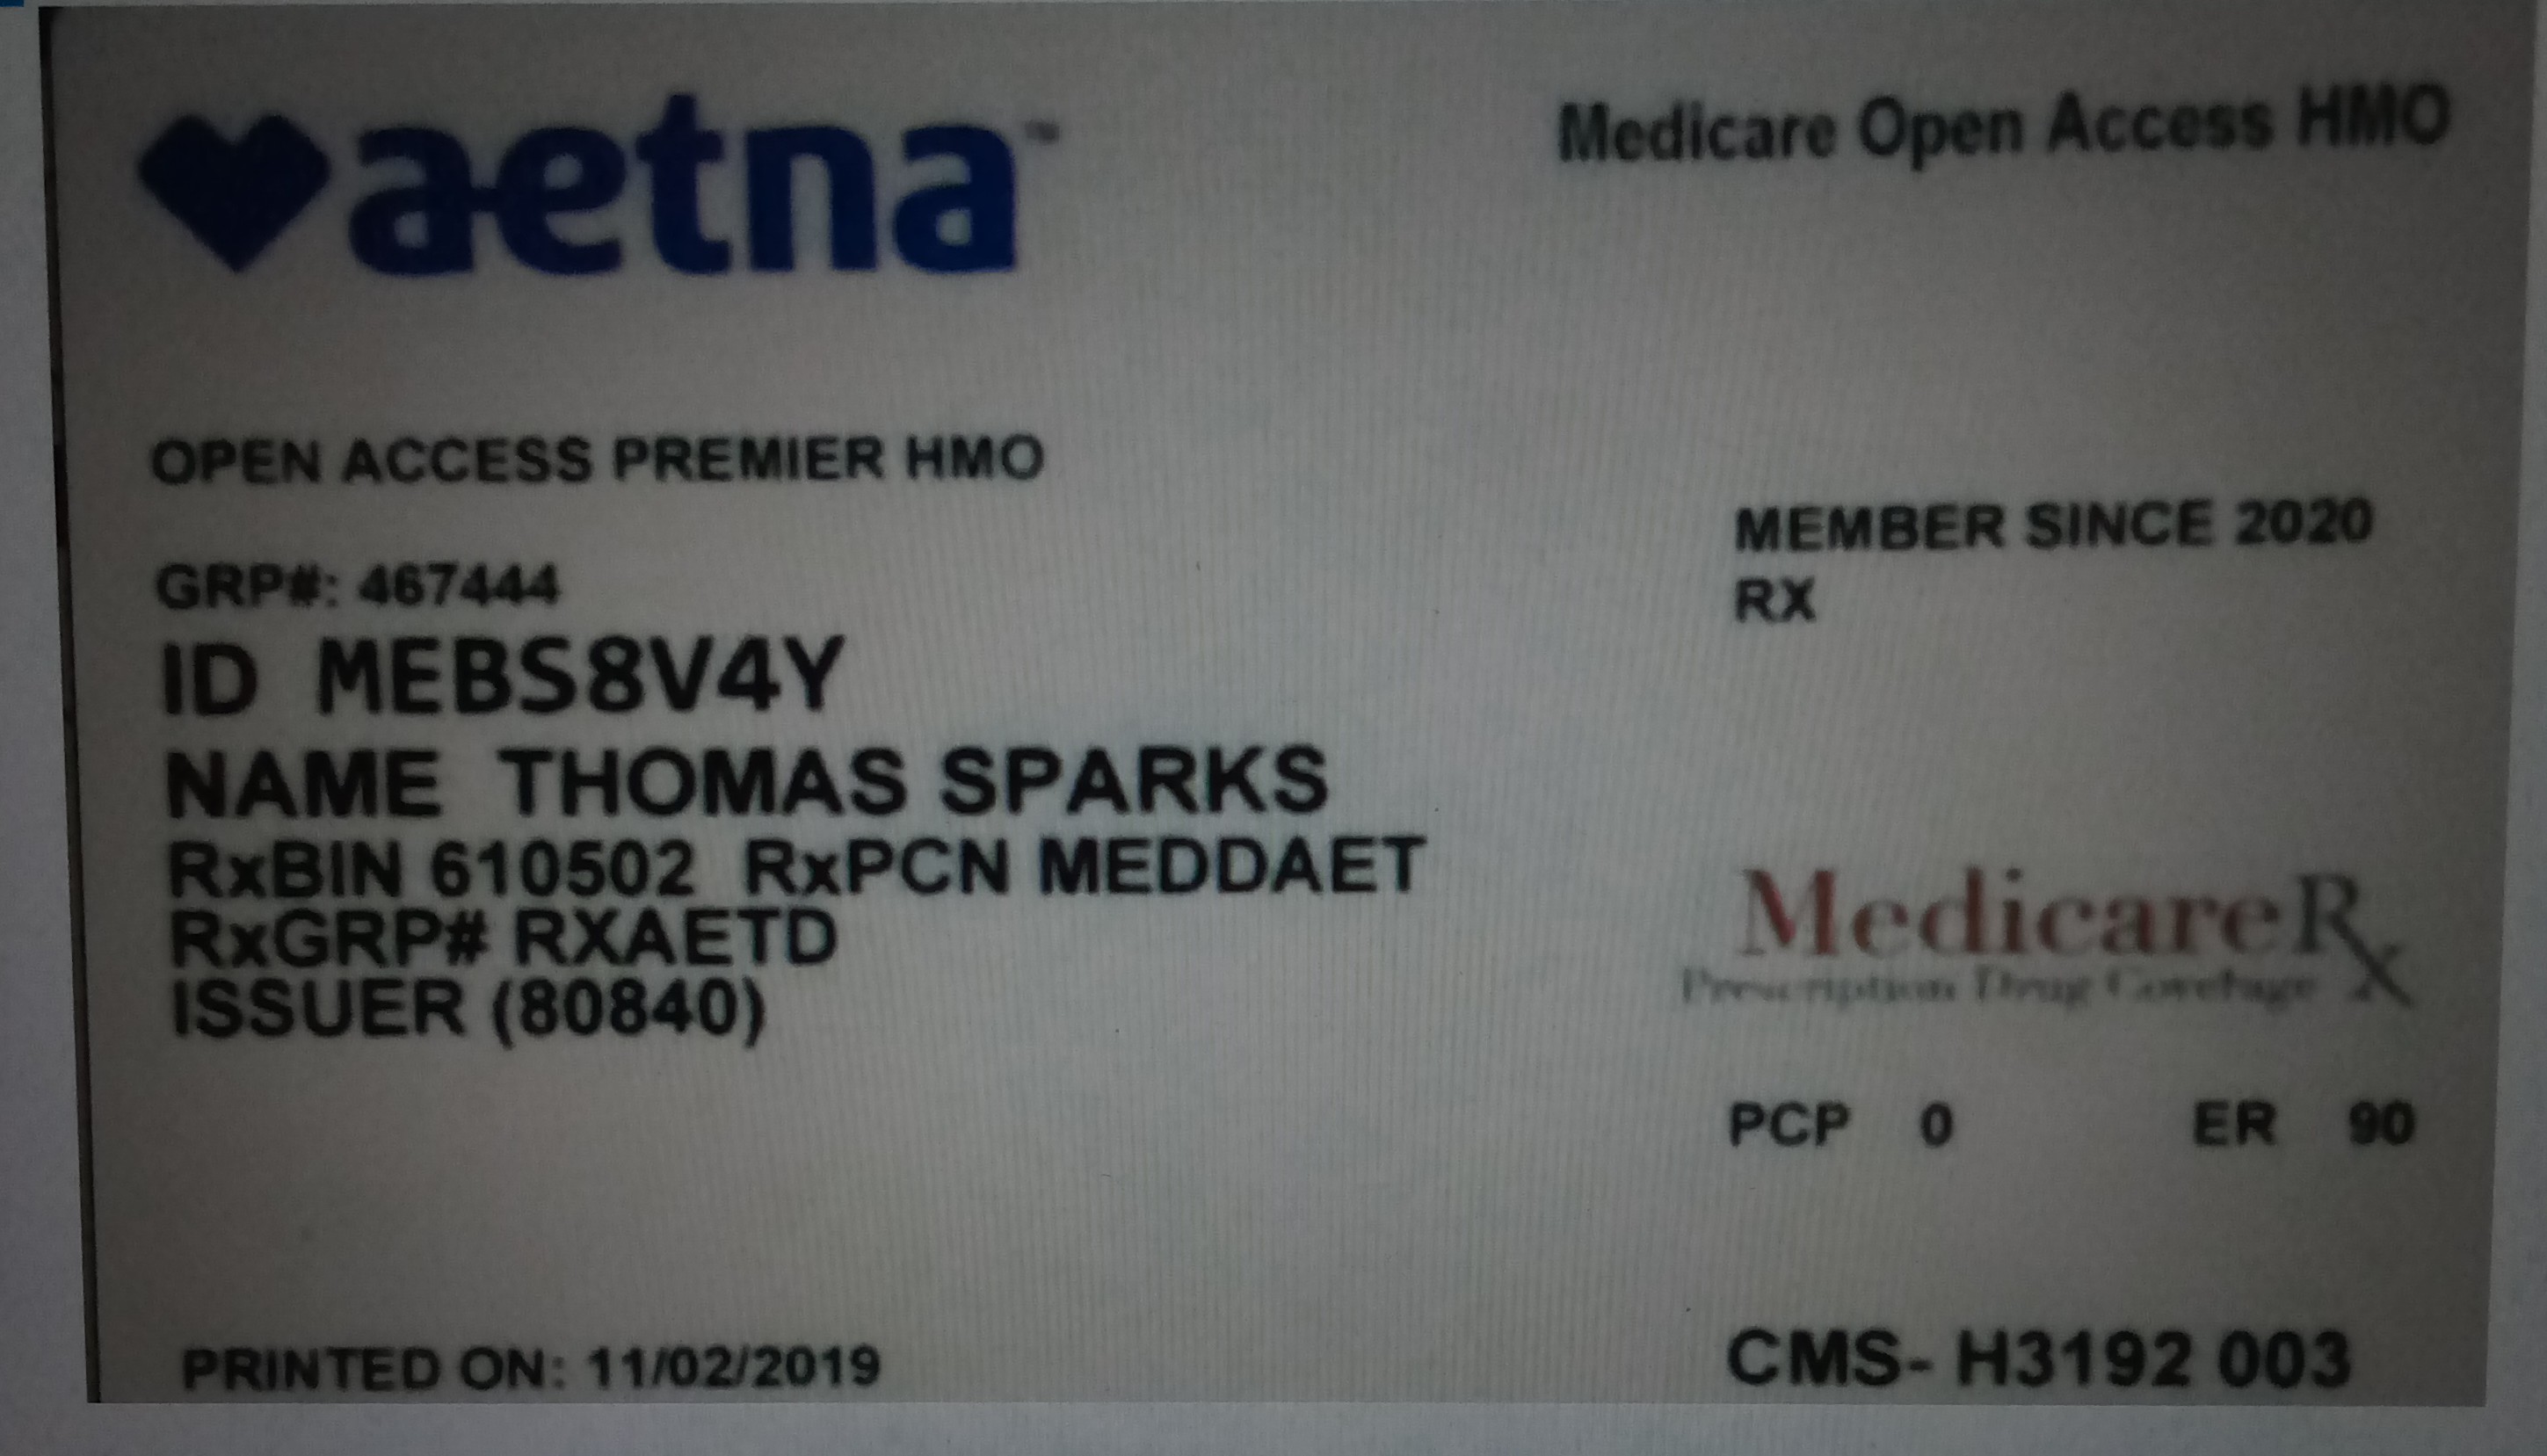 aetna™
Medicare Open Access HMO
OPEN ACCESS PREMIER HMO
MEMBER SINCE 2020
RX
GRP#: 467444
ID MEBS8V4Y
NAME THOMAS SPARKS
RxBIN 610502 RxPCN MEDDAET
RxGRP# RXAETD
ISSUER (80840)
MedicareRx
Prescription Drug Coverage
PCP 0 ER 90
PRINTED ON: 11/02/2019
CMS- H3192 003